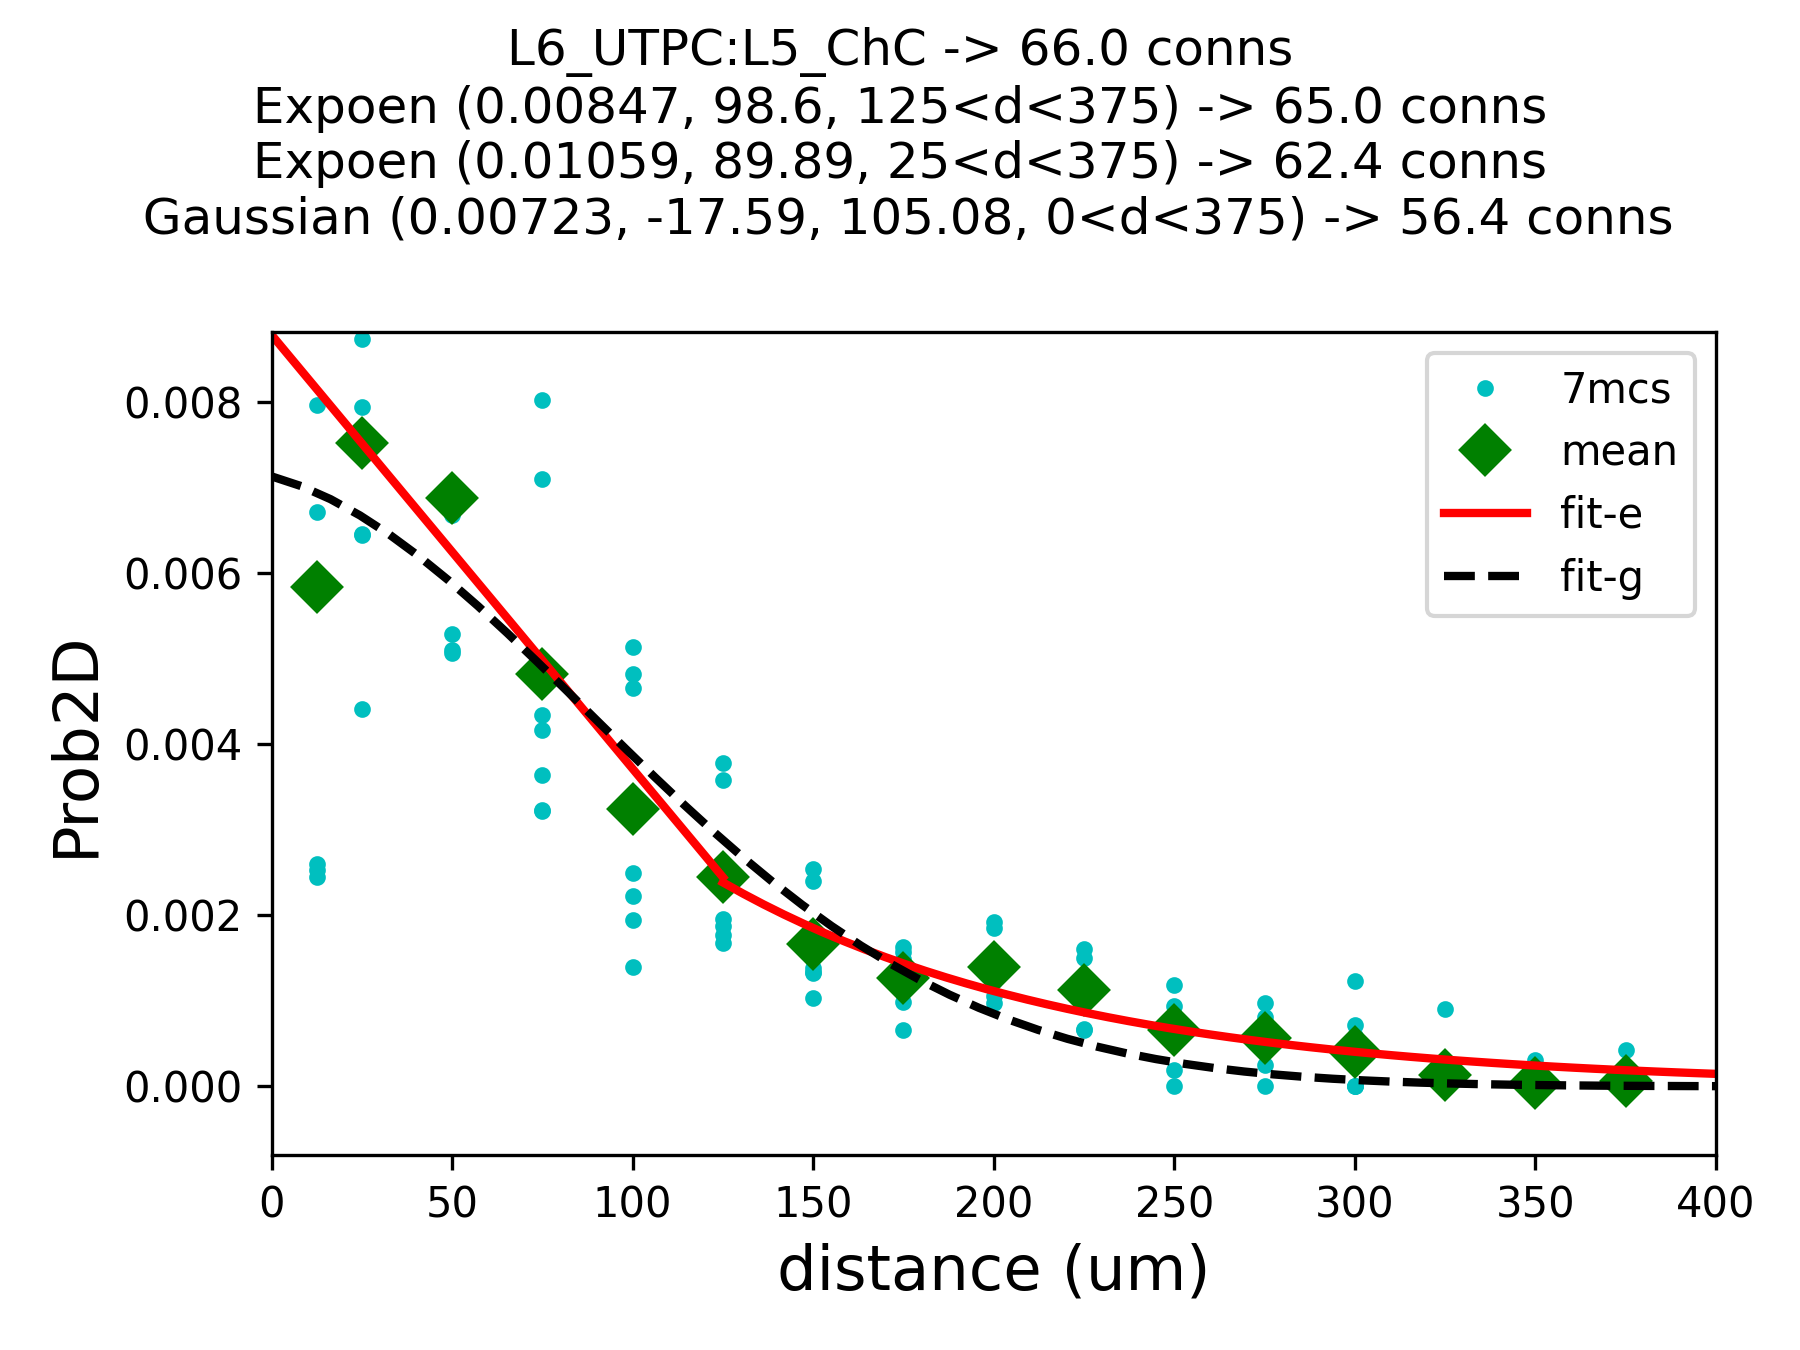 L6_UTPC:L5_ChC -> 66.0 conns
Expoen (0.00847, 98.6, 125<d<375) -> 65.0 conns
Expoen (0.01059, 89.89, 25<d<375) -> 62.4 conns
Gaussian (0.00723, -17.59, 105.08, 0<d<375) -> 56.4 conns
7mcs
mean
fit-e
fit-g
Prob2D
0.008
0.006
0.004
0.002
0.000
0 50 100 150 200 250 300 350 400
distance (um)